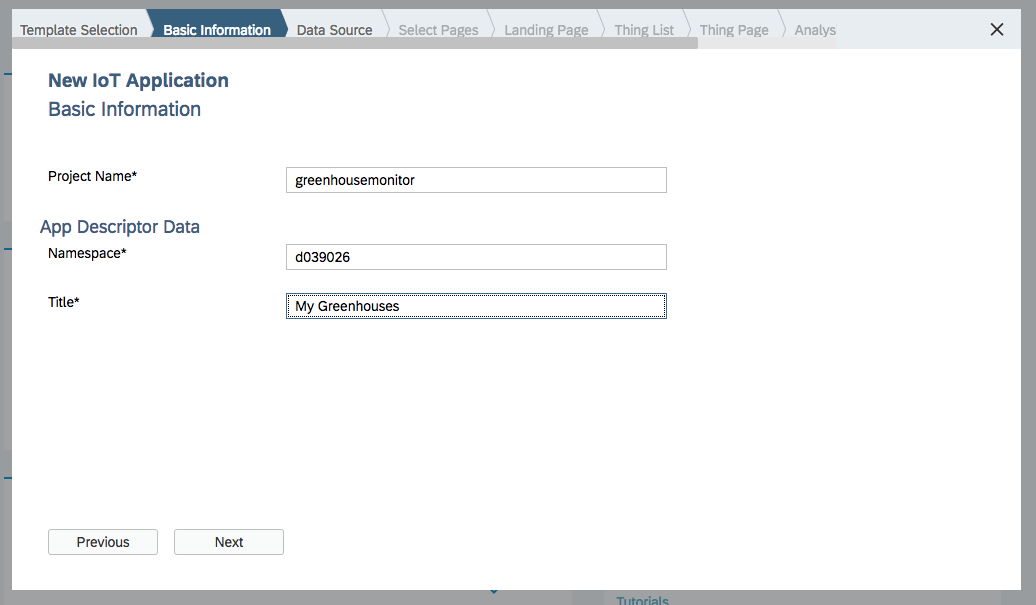 Template Selection Basic Information Data Source Select Pages Landing Page Thing List Thing Page Analys
New IoT Application
Basic Information
Project Name* greenhousemonitor
App Descriptor Data
Namespace* d039026
Title* My Greenhouses
Previous Next
Tutorials